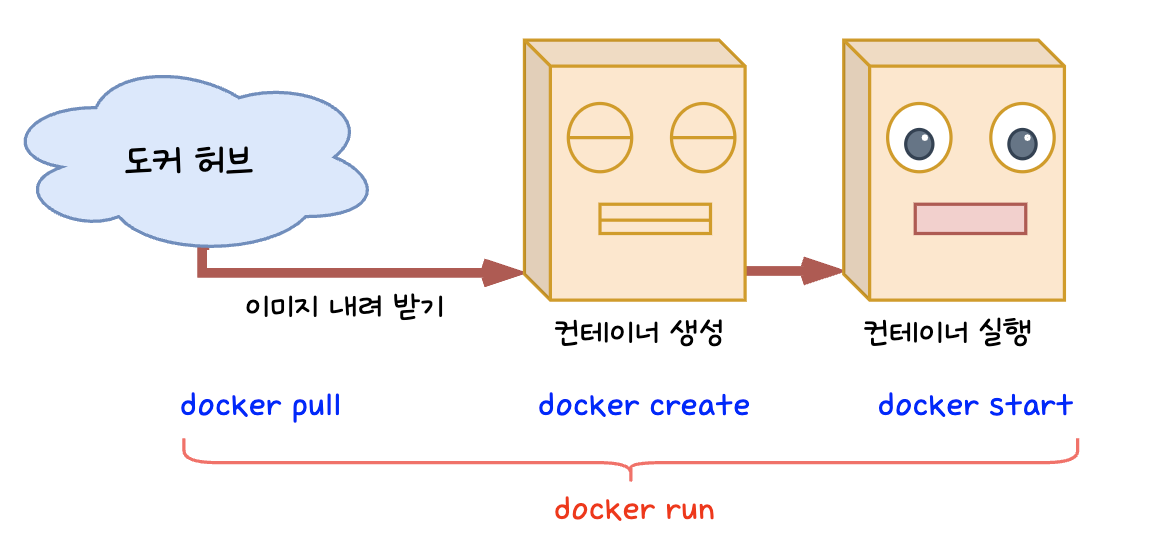 도커 허브
이미지 내려 받기
컨테이너 생성
컨테이너 실행
docker pull
docker create
docker start
docker run